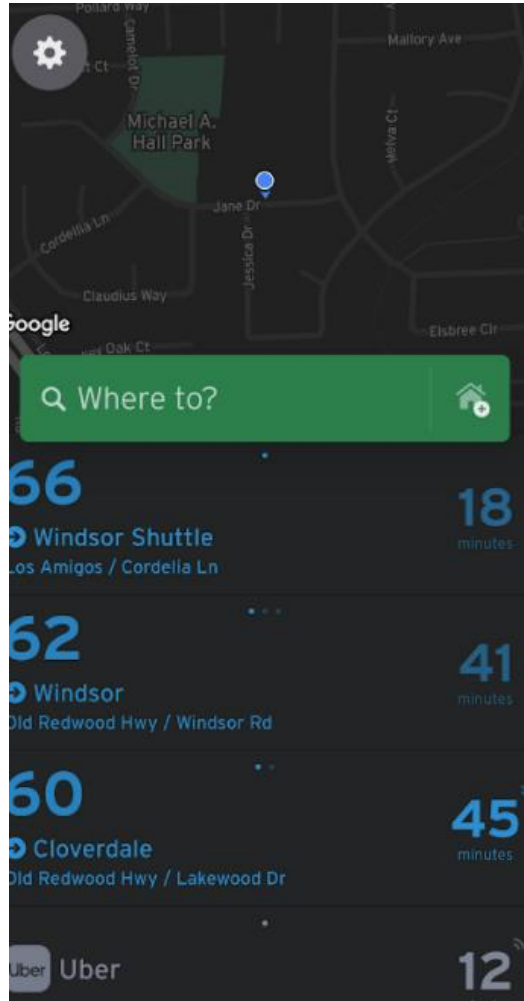 Pollard Way
Camelot Dr
Mallory Ave
t Ct
Michael A.
Hall Park
Melva Ct
Jane Dr
Cordellia Ln
Jessica Dr
Claudius Way
Google
Elsbree Cir
Oak Ct
Where to?
66
18
Windsor Shuttle
minutes
Los Amigos / Cordelia Ln
62
41
Windsor
minutes
Old Redwood Hwy / Windsor Rd
60
45
Cloverdale
minutes
Old Redwood Hwy / Lakewood Dr
Uber
Uber
12